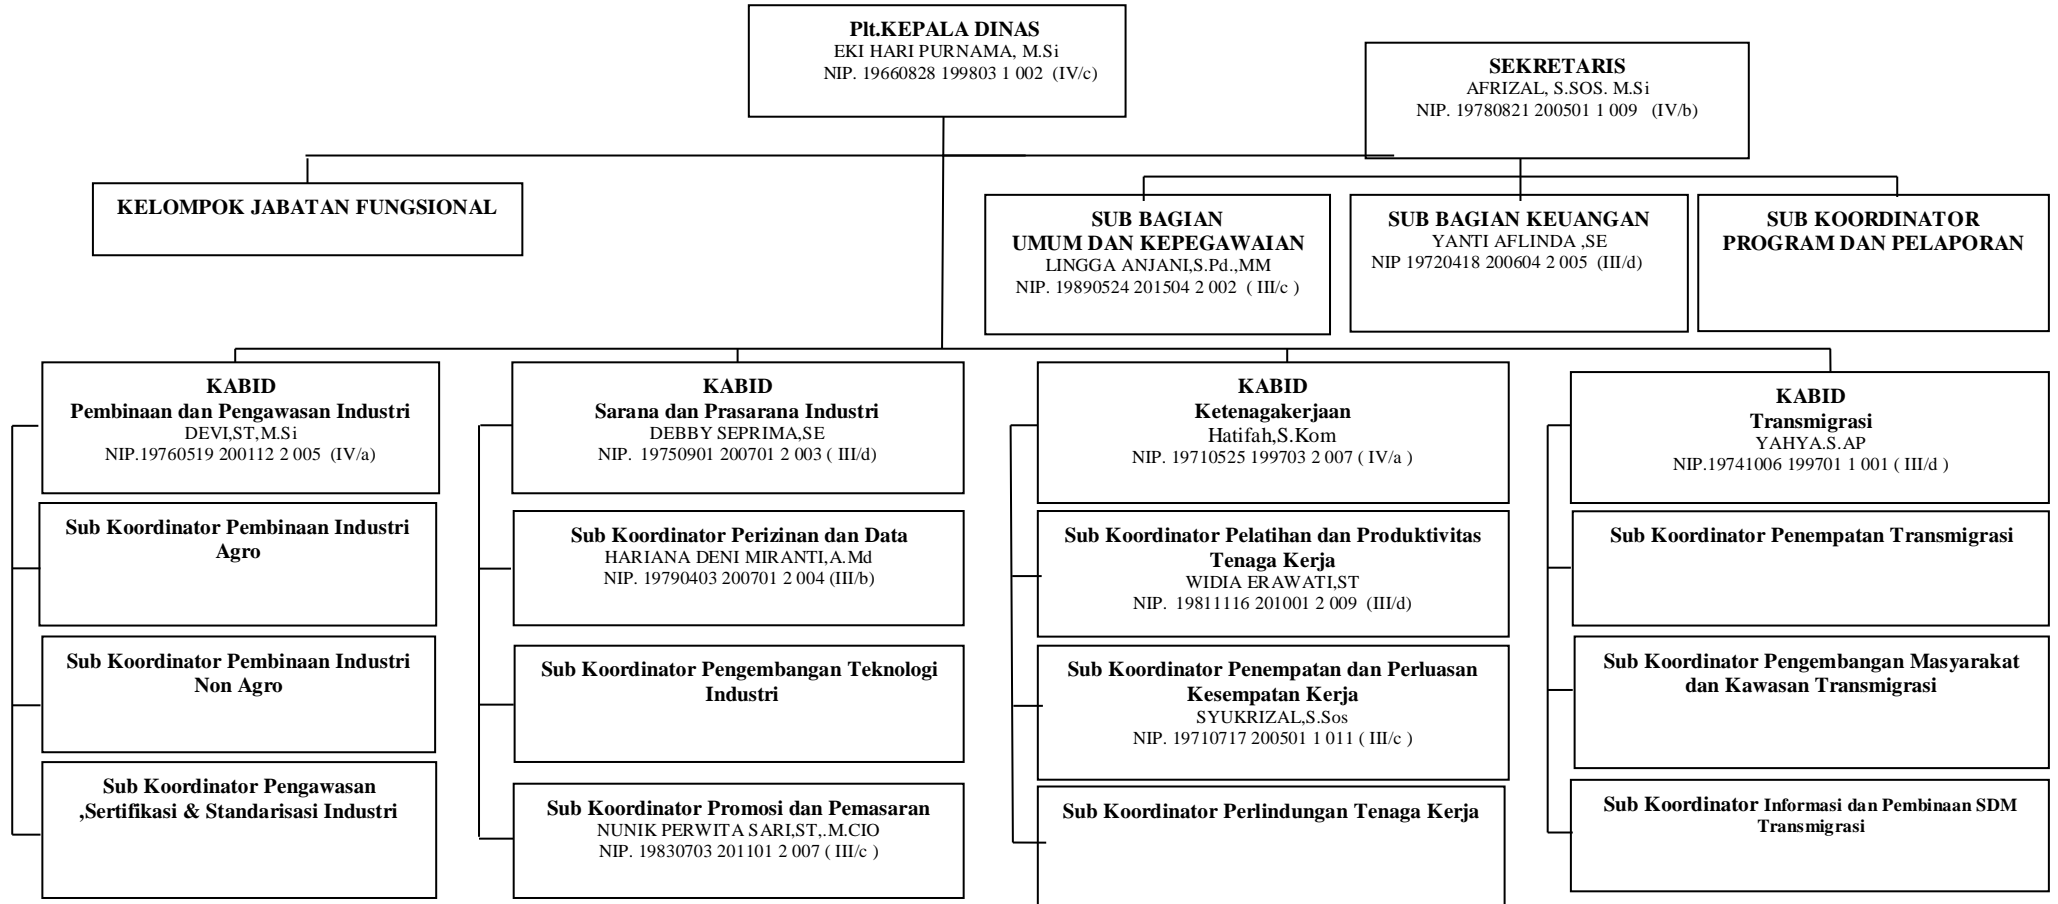 Plt.KEPALA DINAS
EKI HARI PURNAMA, M.Si
NIP. 19660828 199803 1 002 (IV/c)
SEKRETARIS
AFRIZAL, S.SOS. M.Si
NIP. 19780821 200501 1 009 (IV/b)
KELOMPOK JABATAN FUNGSIONAL
SUB BAGIAN
UMUM DAN KEPEGAWAIAN
LINGGA ANJANI,S.Pd.,MM
NIP. 19890524 201504 2 002 ( III/c )
SUB BAGIAN KEUANGAN
YANTI AFLINDA ,SE
NIP 19720418 200604 2 005 (III/d)
SUB KOORDINATOR
PROGRAM DAN PELAPORAN
KABID
Pembinaan dan Pengawasan Industri
DEVI,ST,M.Si
NIP.19760519 200112 2 005 (IV/a)
Sub Koordinator Pembinaan Industri
Agro
Sub Koordinator Pembinaan Industri
Non Agro
Sub Koordinator Pengawasan
,Sertifikasi & Standarisasi Industri
KABID
Sarana dan Prasarana Industri
DEBBY SEPRIMA,SE
NIP. 19750901 200701 2 003 ( III/d)
Sub Koordinator Perizinan dan Data
HARIANA DENI MIRANTI,A.Md
NIP. 19790403 200701 2 004 (III/b)
Sub Koordinator Pengembangan Teknologi
Industri
Sub Koordinator Promosi dan Pemasaran
NUNIK PERWITA SARI,ST,.M.CIO
NIP. 19830703 201101 2 007 ( III/c )
KABID
Ketenagakerjaan
Hatifah,S.Kom
NIP. 19710525 199703 2 007 ( IV/a )
Sub Koordinator Pelatihan dan Produktivitas
Tenaga Kerja
WIDIA ERAWATI,ST
NIP. 19811116 201001 2 009 (III/d)
Sub Koordinator Penempatan dan Perluasan
Kesempatan Kerja
SYUKRIZAL,S.Sos
NIP. 19710717 200501 1 011 ( III/c )
Sub Koordinator Perlindungan Tenaga Kerja
KABID
Transmigrasi
YAHYA.S.AP
NIP.19741006 199701 1 001 ( III/d )
Sub Koordinator Penempatan Transmigrasi
Sub Koordinator Pengembangan Masyarakat
dan Kawasan Transmigrasi
Sub Koordinator Informasi dan Pembinaan SDM
Transmigrasi